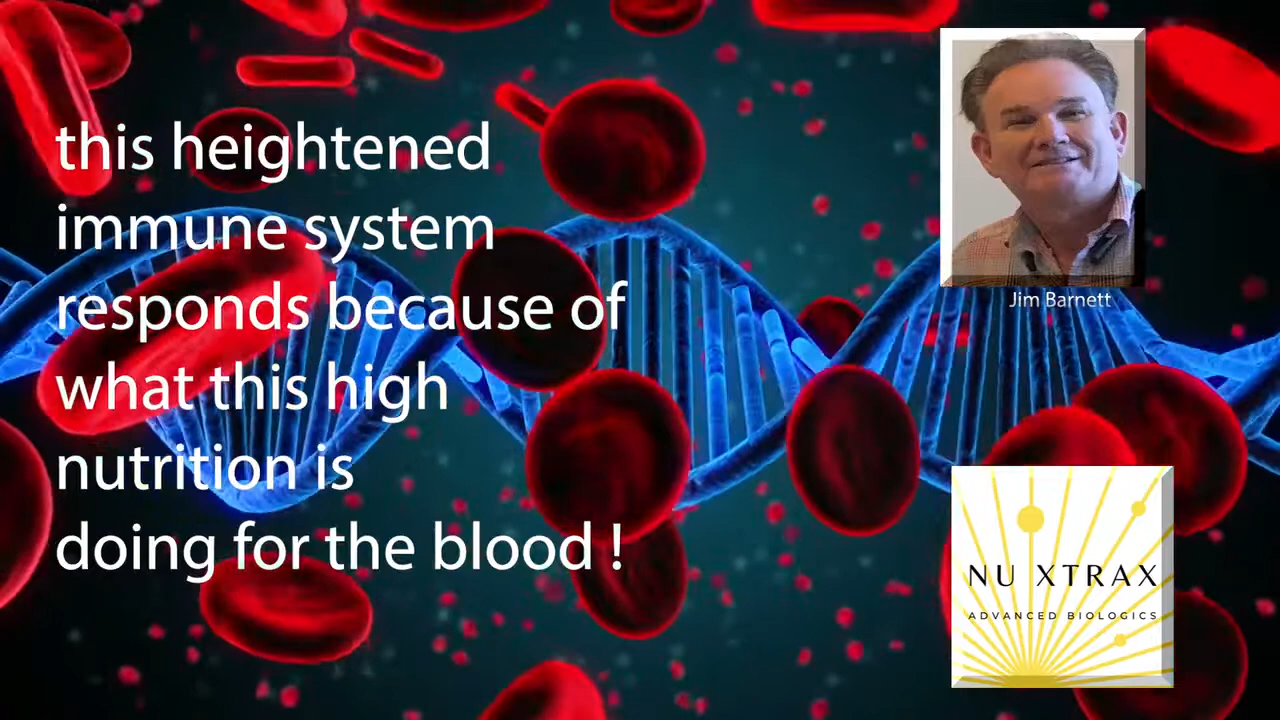 this heightened
immune system
responds because of
what this high
nutrition is
doing for the blood !
Jim Barnett
NU XTRAX
ADVANCED BIOLOGICS